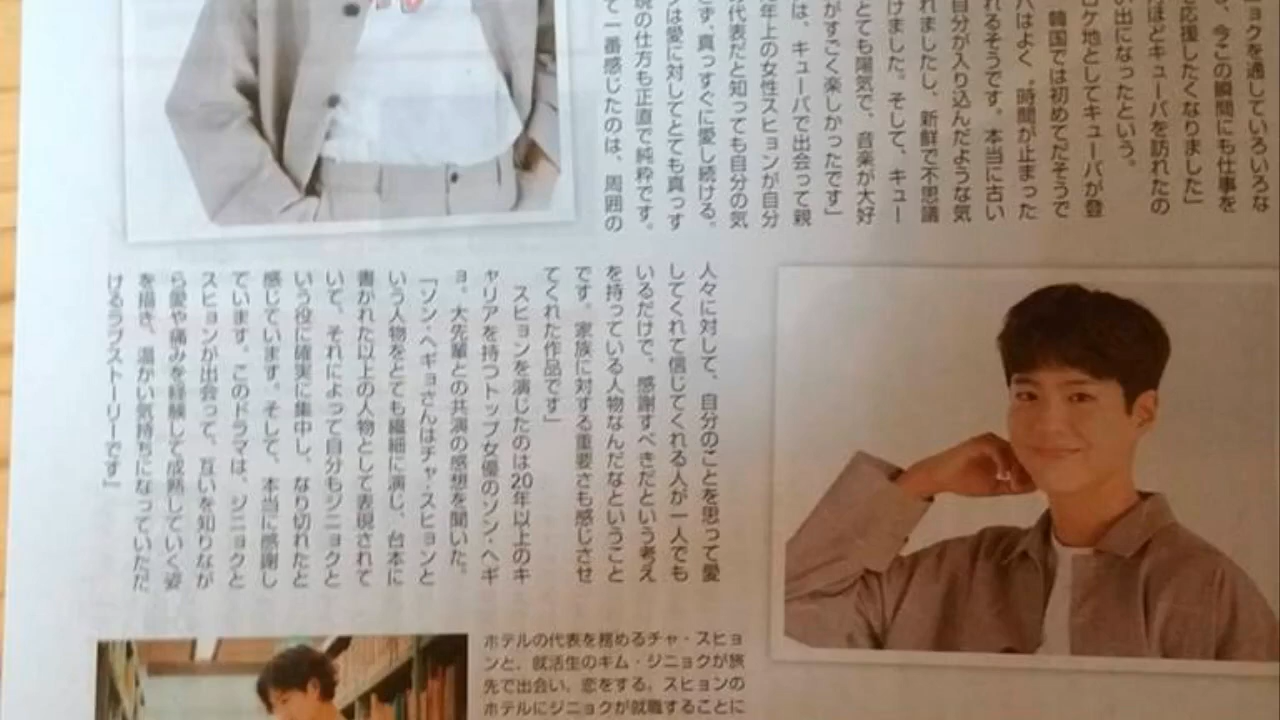 ョクを通していろいろな
、今この瞬間にも仕事を
応援したくなりました」
ほどキューバを訪れたの
い出になったという。
韓国では初めてだそうで
ロケ地としてキューバが登
バはよく“時間が止まった
れるそうです。本当に古い
自分が入り込んだような気
れましたし、新鮮で不思議
けました。そして、キュー
とても陽気で、音楽が大好
がすごく楽しかったです」
は、キューバで出会って親
年上の女性スヒョンが自分
の代表だと知っても自分の気
ず、真っすぐに愛し続ける。
は愛に対してとても真っす
現の仕方も正直で純粋です。
て一番感じたのは、周囲の
人々に対して、自分のことを思って愛
してくれて信じてくれる人が一人でも
いるだけで、感謝すべきだという考え
を持っている人物なんだなということ
です。家族に対する重要さも感じさせ
てくれた作品です」
スヒョンを演じたのは20年以上のキ
ャリアを持つトップ女優のソン・ヘギ
ョ。大先輩との共演の感想を聞いた。
「ソン・ヘギョさんはチャ・スヒョンと
いう人物をとても繊細に演じ、台本に
書かれた以上の人物として表現されて
いて、それによって自分もジニョクと
いう役に確実に集中し、なり切れたと
感じています。そして、本当に感謝し
ています。このドラマは、ジニョクと
スヒョンが出会って、互いを知りなが
ら愛や痛みを経験して成熟していく姿
を描き、温かい気持ちになっていただ
けるラブストーリーです」
ホテルの代表を務めるチャ・スヒョ
ンと、就活生のキム・ジニョクが旅
先で出会い、恋をする。スヒョンの
ホテルにジニョクが就職することに